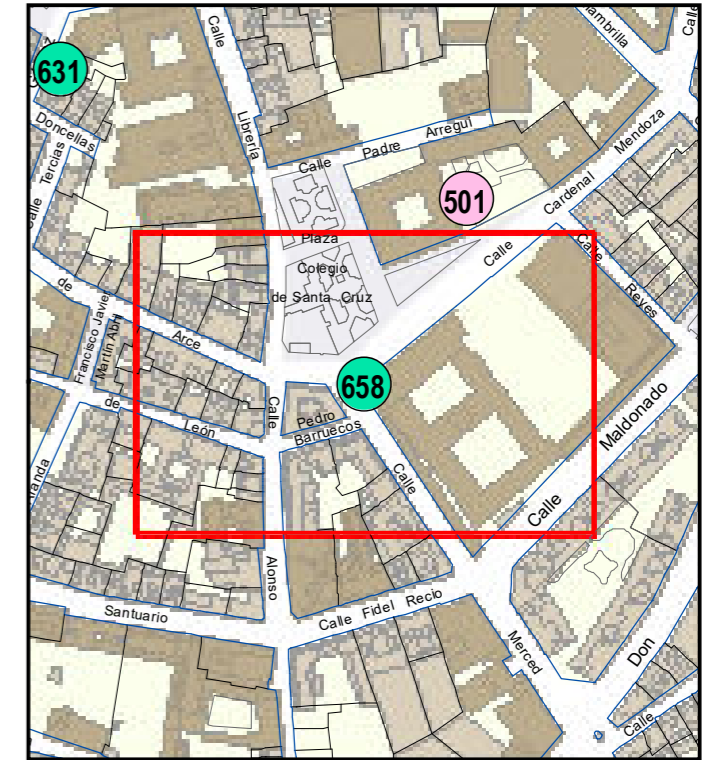 Calle
ambrilla
Calle
631
Doncellas
Calle Tercias
Librería
Calle Padre Arregui
Mendoza
501
Cardenal
Calle
Plaza
Colegio
de Santa Cruz
Calle
Reyes
de
Arce
Francisco Javier
Martín Abril
658
de
León
Calle
Pedro
Barruecos
Calle
Maldonado
Calle
Alonso
Santuario
Calle Fidel Recio
Merced
Don
Calle